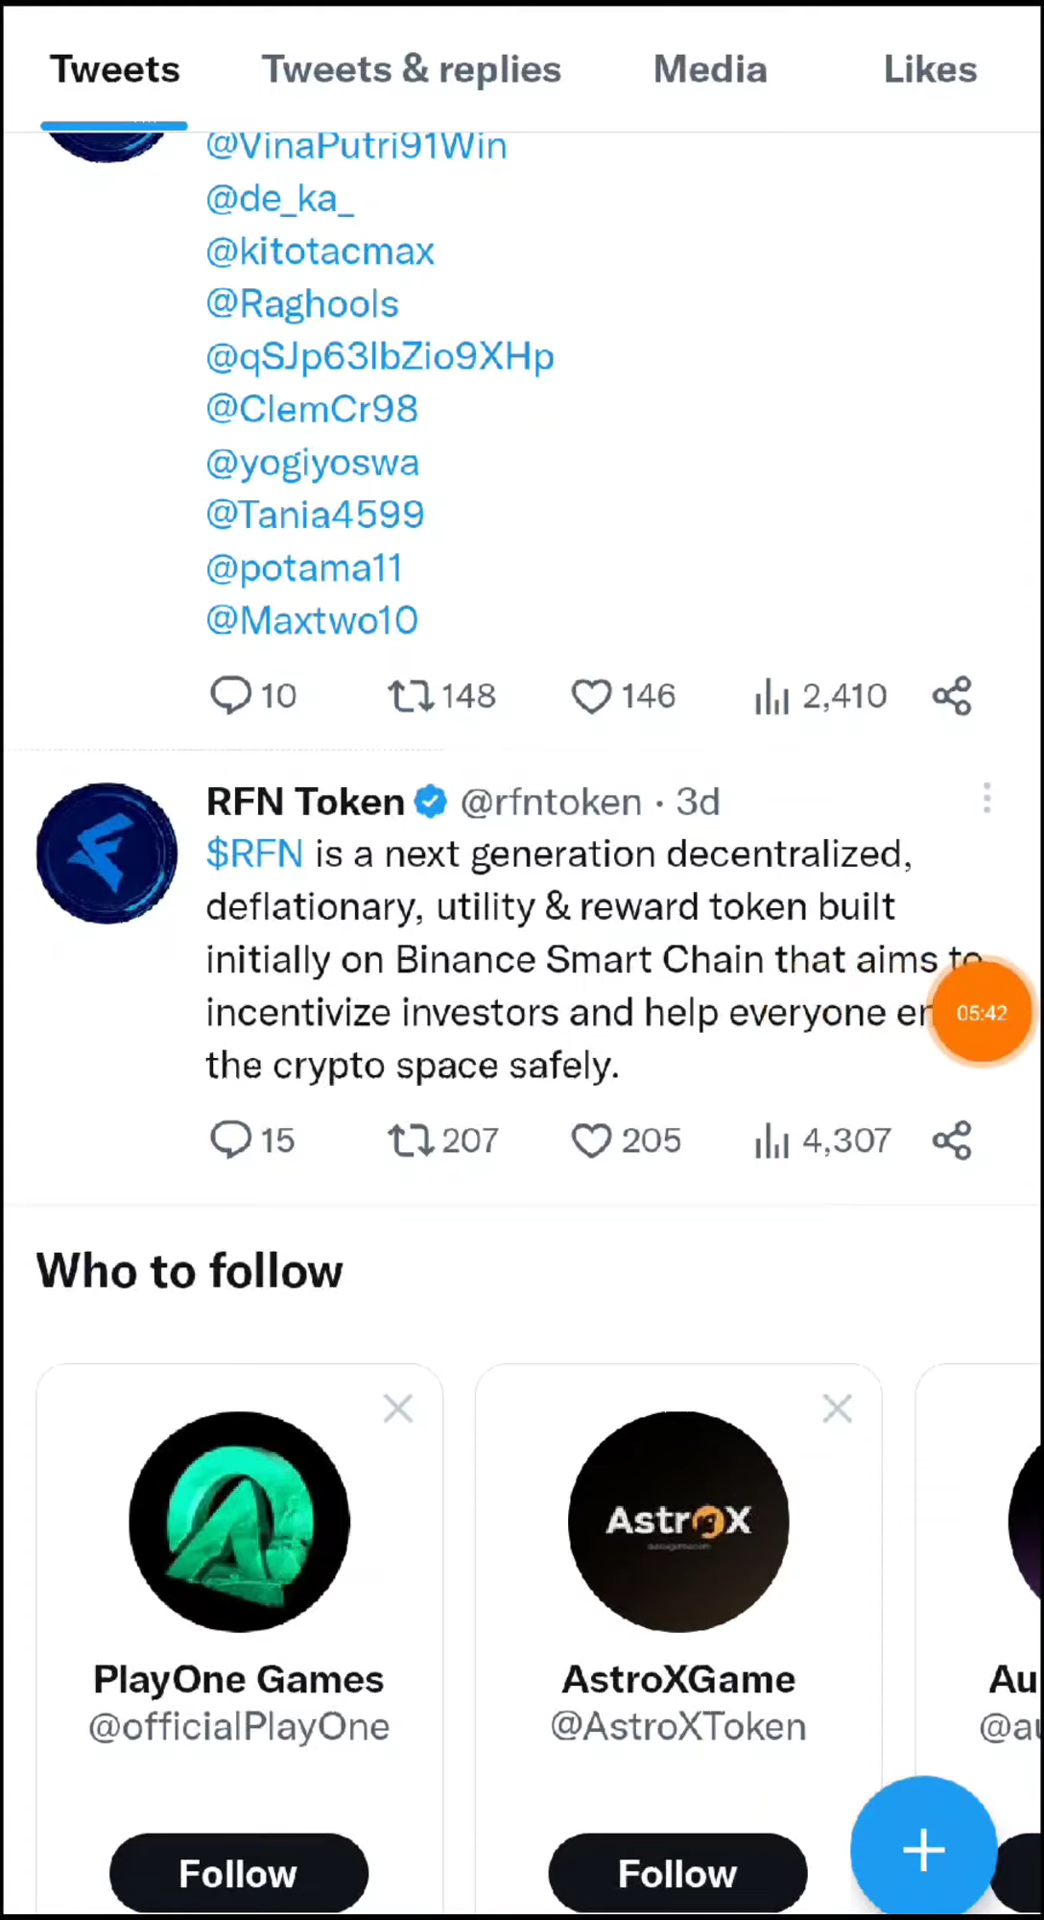 Tweets Tweets & replies Media Likes
@VinaPutri91Win
@de_ka_
@kitotacmax
@Raghools
@qSJp63lbZio9XHp
@ClemCr98
@yogiyoswa
@Tania4599
@potama11
@Maxtwo10
10 148 146 2,410
RFN Token @rfntoken · 3d
$RFN is a next generation decentralized,
deflationary, utility & reward token built
initially on Binance Smart Chain that aims to
incentivize investors and help everyone
05:42
the crypto space safely.
15 207 205 4,307
Who to follow
AstroX
PlayOne Games AstroXGame Au
@officialPlayOne @AstroXToken @au
Follow Follow